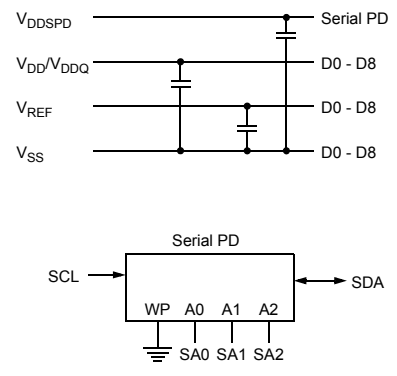 VDDSPD Serial PD
VDD/VDDQ D0 - D8
VREF D0 - D8
VSS D0 - D8
Serial PD
SCL SDA
WP A0 A1 A2
SA0 SA1 SA2